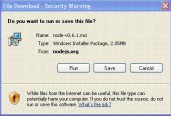 File Download - Security Warning
Do you want to run or save this file?
Name: node-v0.6.1.msi
Type: Windows Installer Package, 2.05MB
From: nodejs.org
Run Save Cancel
While files from the Internet can be useful, this file type can
potentially harm your computer. If you do not trust the source, do not
run or save this software. What's the risk?